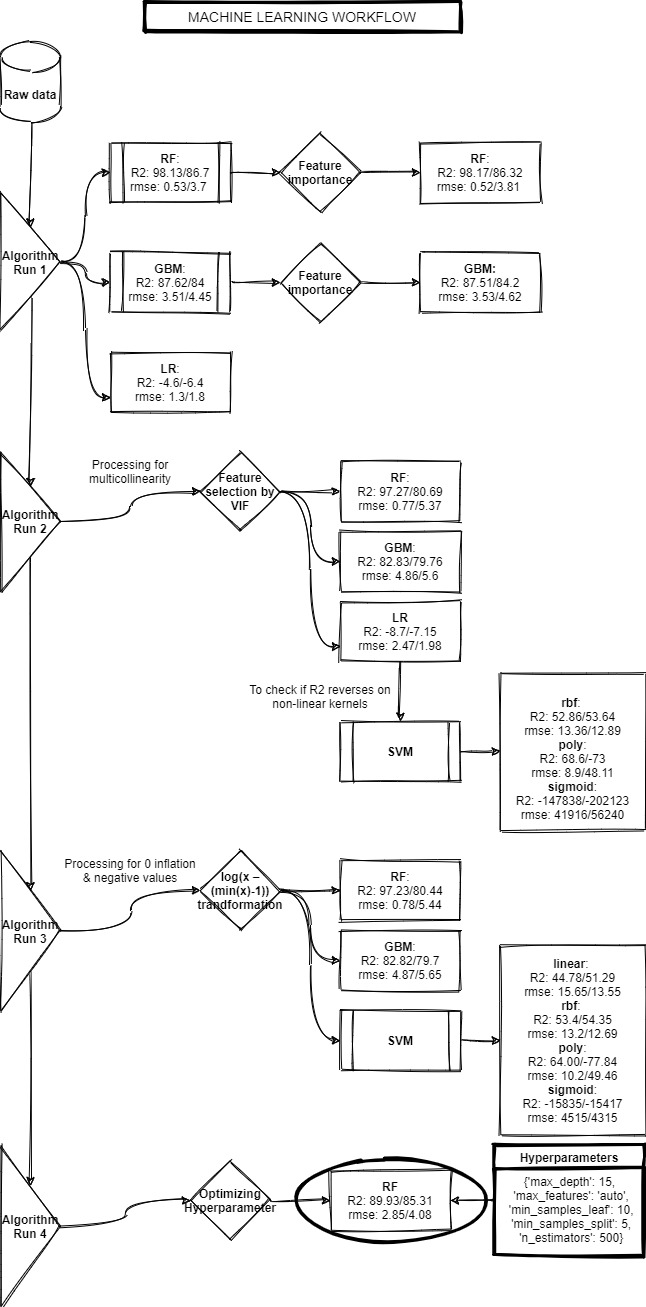 MACHINE LEARNING WORKFLOW
Raw data
Algorithm
Run 1
RF:
R2: 98.13/86.7
rmse: 0.53/3.7
Feature
importance
RF:
R2: 98.17/86.32
rmse: 0.52/3.81
GBM:
R2: 87.62/84
rmse: 3.51/4.45
Feature
importance
GBM:
R2: 87.51/84.2
rmse: 3.53/4.62
LR:
R2: -4.6/-6.4
rmse: 1.3/1.8
Algorithm
Run 2
Processing for
multicollinearity
Feature
selection by
VIF
RF:
R2: 97.27/80.69
rmse: 0.77/5.37
GBM:
R2: 82.83/79.76
rmse: 4.86/5.6
LR
R2: -8.7/-7.15
rmse: 2.47/1.98
To check if R2 reverses on
non-linear kernels
SVM
rbf:
R2: 52.86/53.64
rmse: 13.36/12.89
poly:
R2: 68.6/-73
rmse: 8.9/48.11
sigmoid:
R2: -147838/-202123
rmse: 41916/56240
Algorithm
Run 3
Processing for 0 inflation
& negative values
log(x –
(min(x)-1))
trandformation
RF:
R2: 97.23/80.44
rmse: 0.78/5.44
GBM:
R2: 82.82/79.7
rmse: 4.87/5.65
SVM
linear:
R2: 44.78/51.29
rmse: 15.65/13.55
rbf:
R2: 53.4/54.35
rmse: 13.2/12.69
poly:
R2: 64.00/-77.84
rmse: 10.2/49.46
sigmoid:
R2: -15835/-15417
rmse: 4515/4315
Algorithm
Run 4
Optimizing
Hyperparameter
RF
R2: 89.93/85.31
rmse: 2.85/4.08
Hyperparameters
{'max_depth': 15,
'max_features': 'auto',
'min_samples_leaf': 10,
'min_samples_split': 5,
'n_estimators': 500}